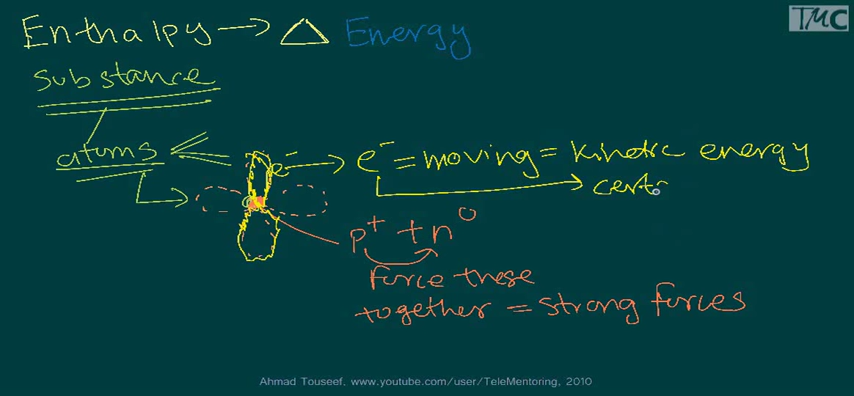 TMC
Enthalpy → △ Energy
substance
atoms
e⁻ → e⁻ = moving = kinetic energy
certa
p⁺ + n⁰
Force these
together = strong forces
Ahmad Touseef, www.youtube.com/user/TeleMentoring, 2010